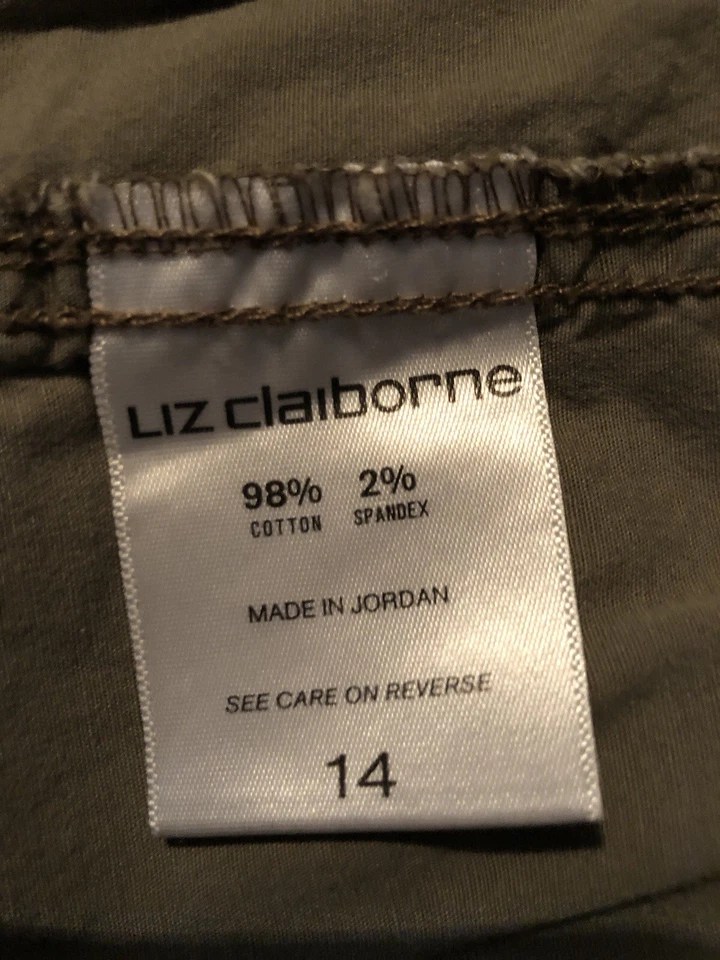 LIZ claiborne
98% 2%
COTTON SPANDEX
MADE IN JORDAN
SEE CARE ON REVERSE
14